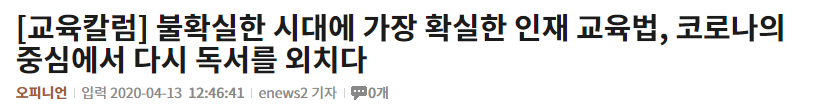 [교육칼럼] 불확실한 시대에 가장 확실한 인재 교육법, 코로나의
중심에서 다시 독서를 외치다
오피니언 입력 2020-04-13 12:46:41 enews2 기자 0개